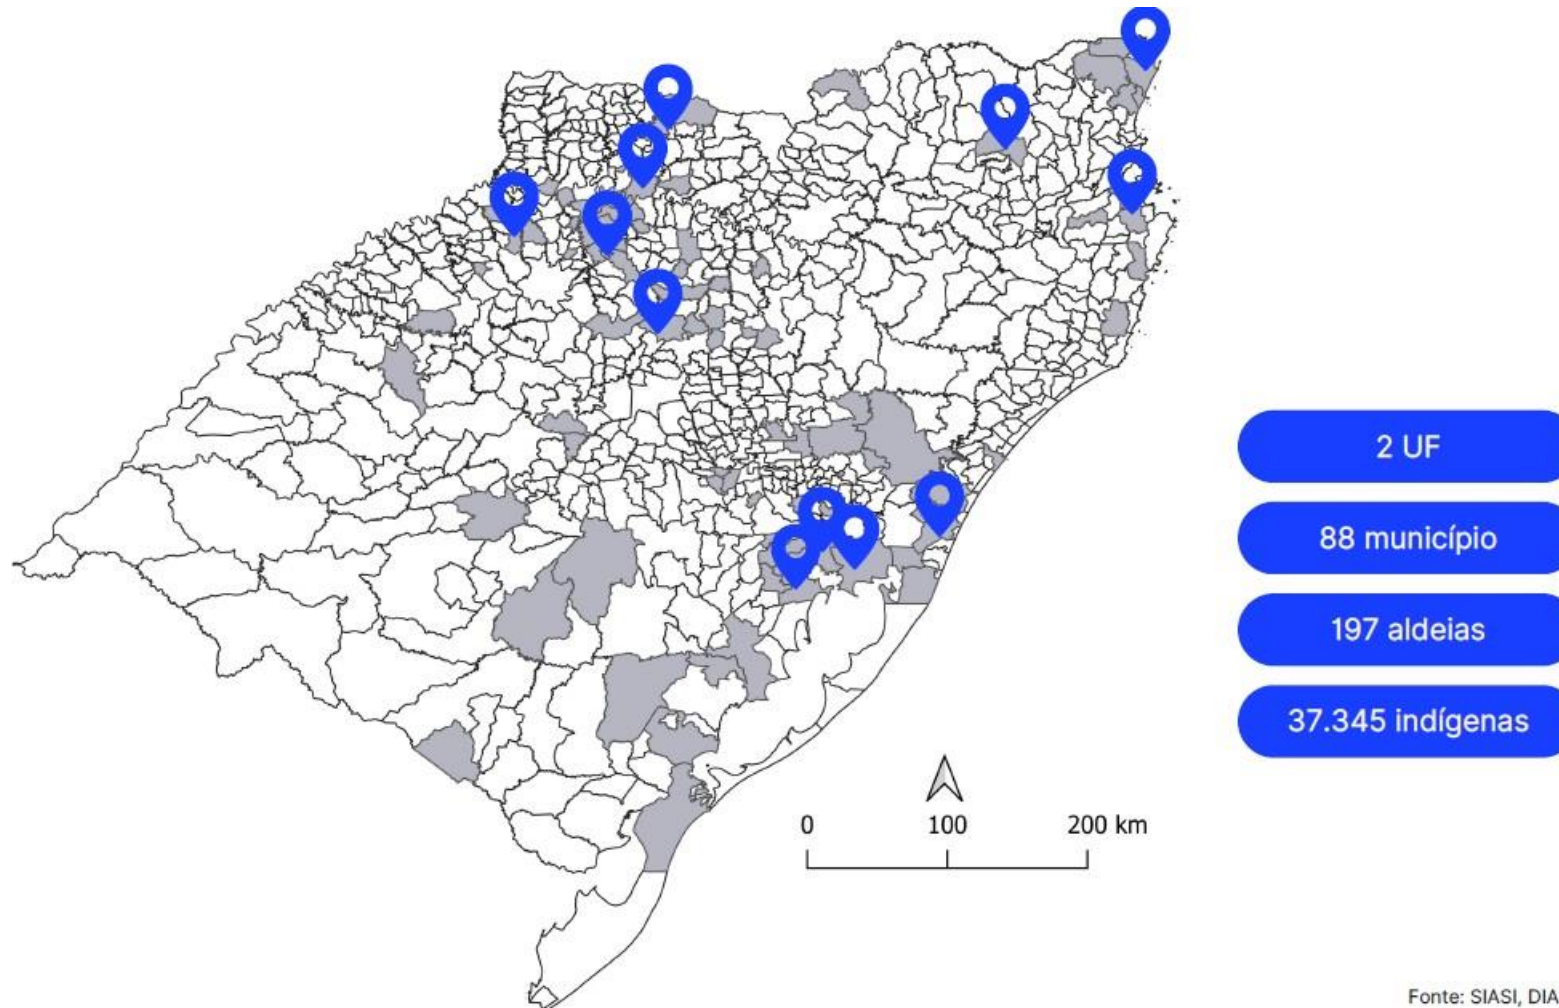 2 UF
88 município
197 aldeias
37.345 indígenas
0 100 200 km
Fonte: SIASI, DIA